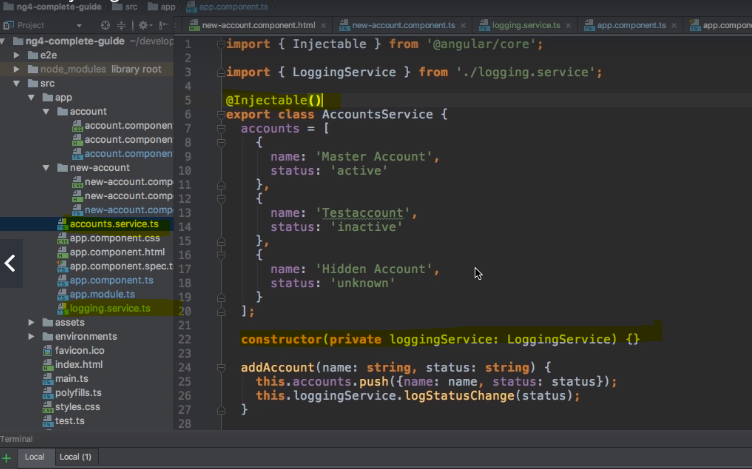 ng4-complete-guide src app app.component.ts
Project
new-account.component.html new-account.component.ts logging.service.ts app.component.ts app.compon
ng4-complete-guide ~/develop
e2e
node_modules library root
src
app
account
account.componen
account.componen
account.componen
new-account
new-account.comp
new-account.comp
new-account.comp
accounts.service.ts
app.component.css
app.component.html
app.component.spec.t
app.component.ts
app.module.ts
logging.service.ts
assets
environments
favicon.ico
index.html
main.ts
polyfills.ts
styles.css
test.ts
1 import { Injectable } from '@angular/core';
2
3 import { LoggingService } from './logging.service';
4
5 @Injectable()
6 export class AccountsService {
7 accounts = [
8 {
9 name: 'Master Account',
10 status: 'active'
11 },
12 {
13 name: 'Testaccount',
14 status: 'inactive'
15 },
16 {
17 name: 'Hidden Account',
18 status: 'unknown'
19 }
20 ];
21
22 constructor(private loggingService: LoggingService) {}
23
24 addAccount(name: string, status: string) {
25 this.accounts.push({name: name, status: status});
26 this.loggingService.logStatusChange(status);
27 }
28
Terminal
+ Local Local (1)